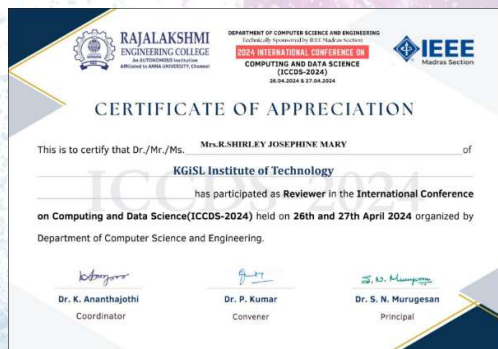 RAJALAKSHMI
ENGINEERING COLLEGE
An AUTONOMOUS Institution
Affiliated to ANNA UNIVERSITY, Chennai
DEPARTMENT OF COMPUTER SCIENCE AND ENGINEERING
Technically Sponsored by IEEE Madras Section
2024 INTERNATIONAL CONFERENCE ON
COMPUTING AND DATA SCIENCE
(ICCDS-2024)
26.04.2024 & 27.04.2024
IEEE
Madras Section
CERTIFICATE OF APPRECIATION
This is to certify that Dr./Mr./Ms. Mrs.R.SHIRLEY JOSEPHINE MARY of
KGiSL Institute of Technology
ICCDS - 2024
has participated as Reviewer in the International Conference
on Computing and Data Science(ICCDS-2024) held on 26th and 27th April 2024 organized by
Department of Computer Science and Engineering.
Dr. K. Ananthajothi
Coordinator
Dr. P. Kumar
Convener
Dr. S. N. Murugesan
Principal